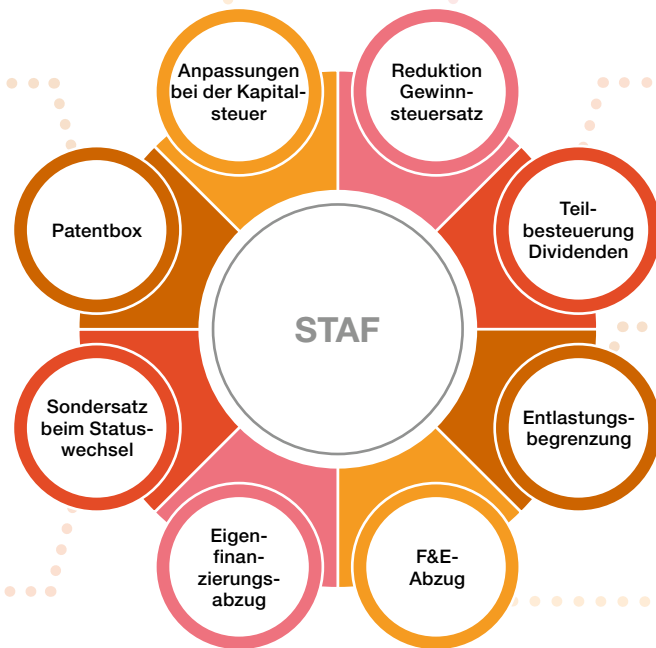 Anpassungen
bei der Kapital-
steuer
Reduktion
Gewinn-
steuersatz
Patentbox
Teil-
besteuerung
Dividenden
STAF
Sondersatz
beim Status-
wechsel
Entlastungs-
begrenzung
Eigen-
finan-
zierungs-
abzug
F&E-
Abzug